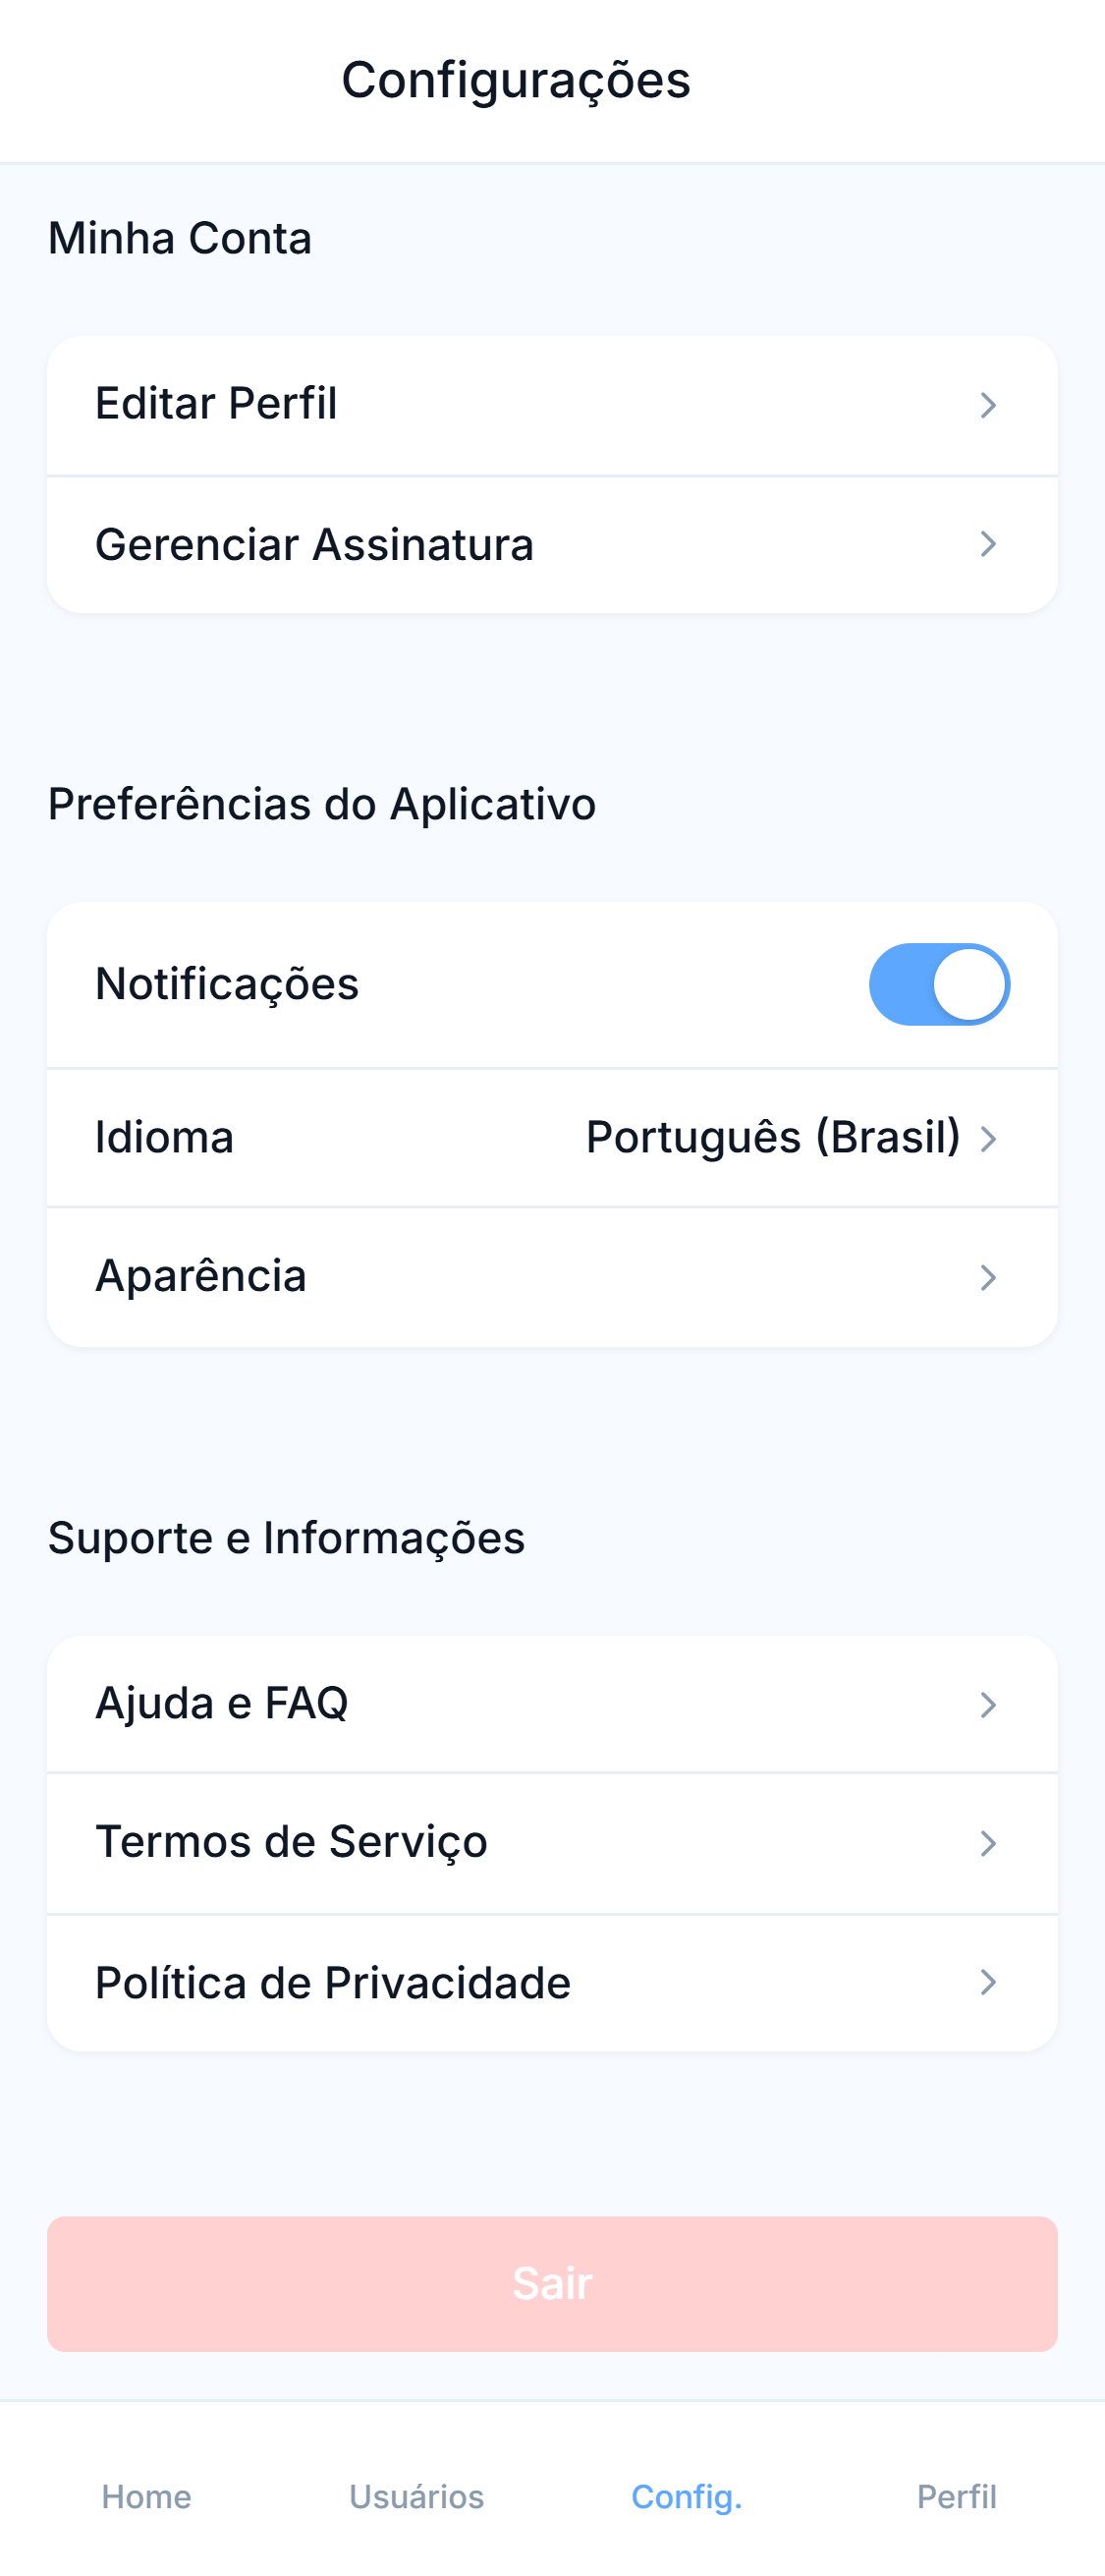 Configurações
Minha Conta
Editar Perfil
Gerenciar Assinatura
Preferências do Aplicativo
Notificações
Idioma Português (Brasil)
Aparência
Suporte e Informações
Ajuda e FAQ
Termos de Serviço
Política de Privacidade
Sair
Home Usuários Config. Perfil